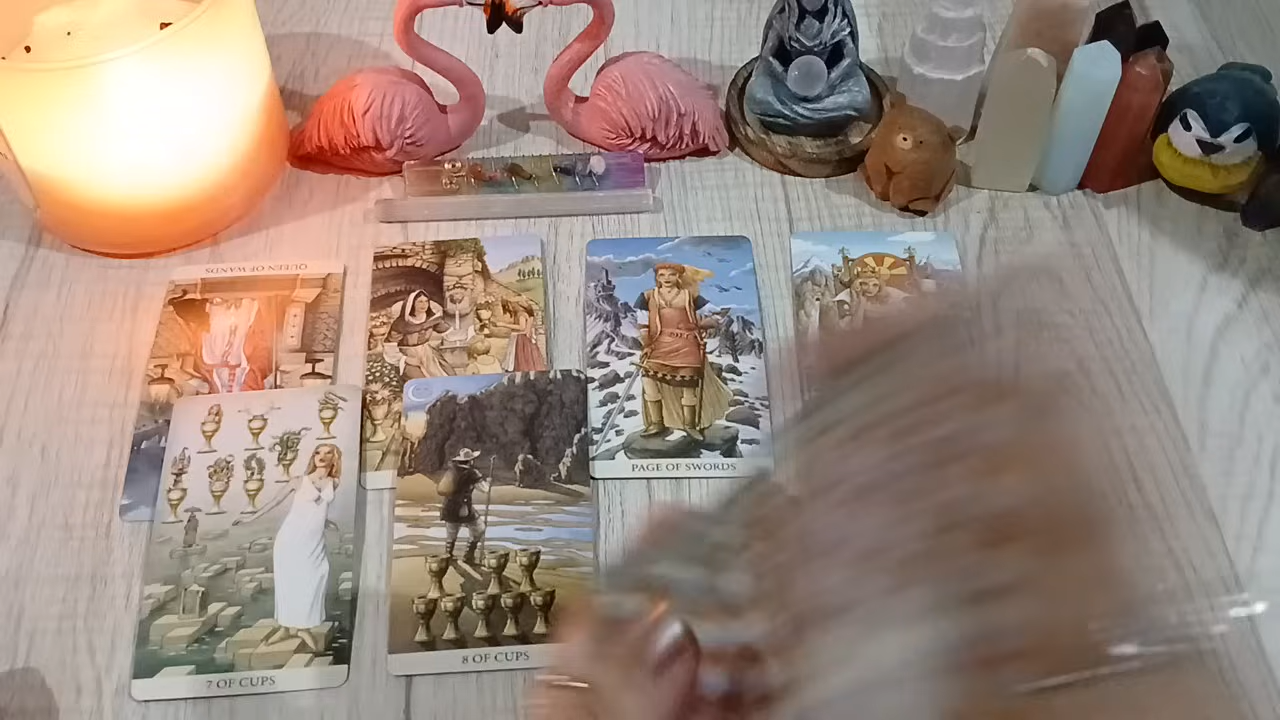 QUEEN OF WANDS
PAGE OF SWORDS
8 OF CUPS
7 OF CUPS